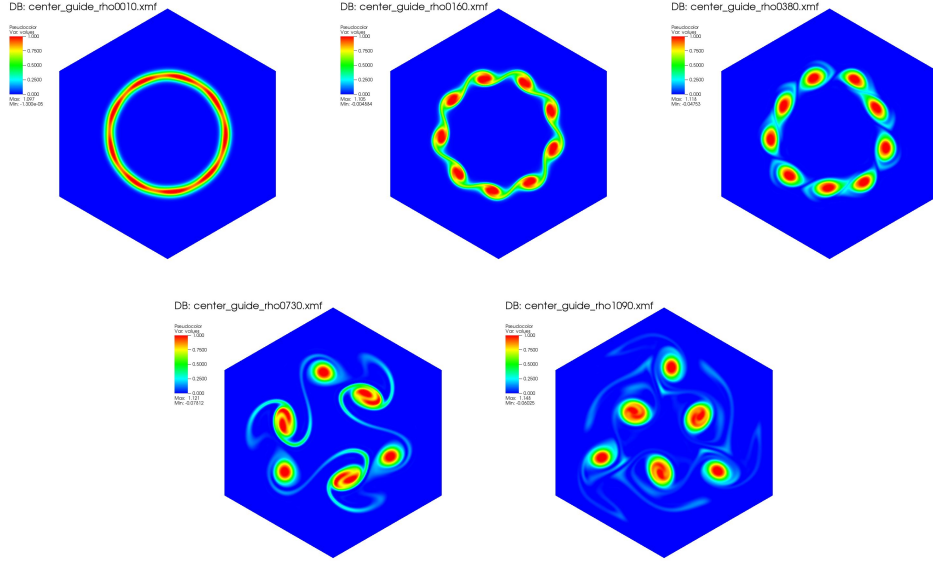 DB: center_guide_rho0010.xmf
Pseudocolor
Var: values
1.000
0.7500
0.5000
0.2500
0.000
Max: 1.097
DB: center_guide_rho0160.xmf
Pseudocolor
Var: values
1.000
0.7500
0.5000
0.2500
0.000
Max: 1.105
DB: center_guide_rho0380.xmf
Pseudocolor
Var: values
1.000
0.7500
0.5000
0.2500
0.000
Max: 1.118
Min: -0.04753
DB: center_guide_rho0730.xmf
Pseudocolor
Var: values
1.000
0.7500
0.5000
0.2500
0.000
Max: 1.121
Min: -0.07812
DB: center_guide_rho1090.xmf
Pseudocolor
Var: values
1.000
0.7500
0.5000
0.2500
0.000
Max: 1.148